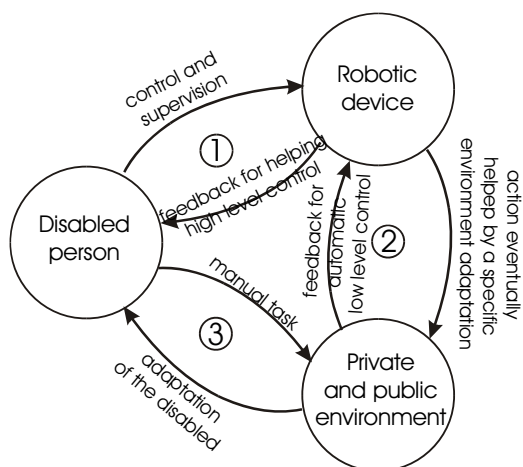 Robotic
device
control and
supervision
①
feedback for helping
high level control
Disabled
person
feedback for
automatic
low level control
②
action eventually
helpep by a specific
environment adaptation
manual task
③
adaptation
of the disabled
Private
and public
environment